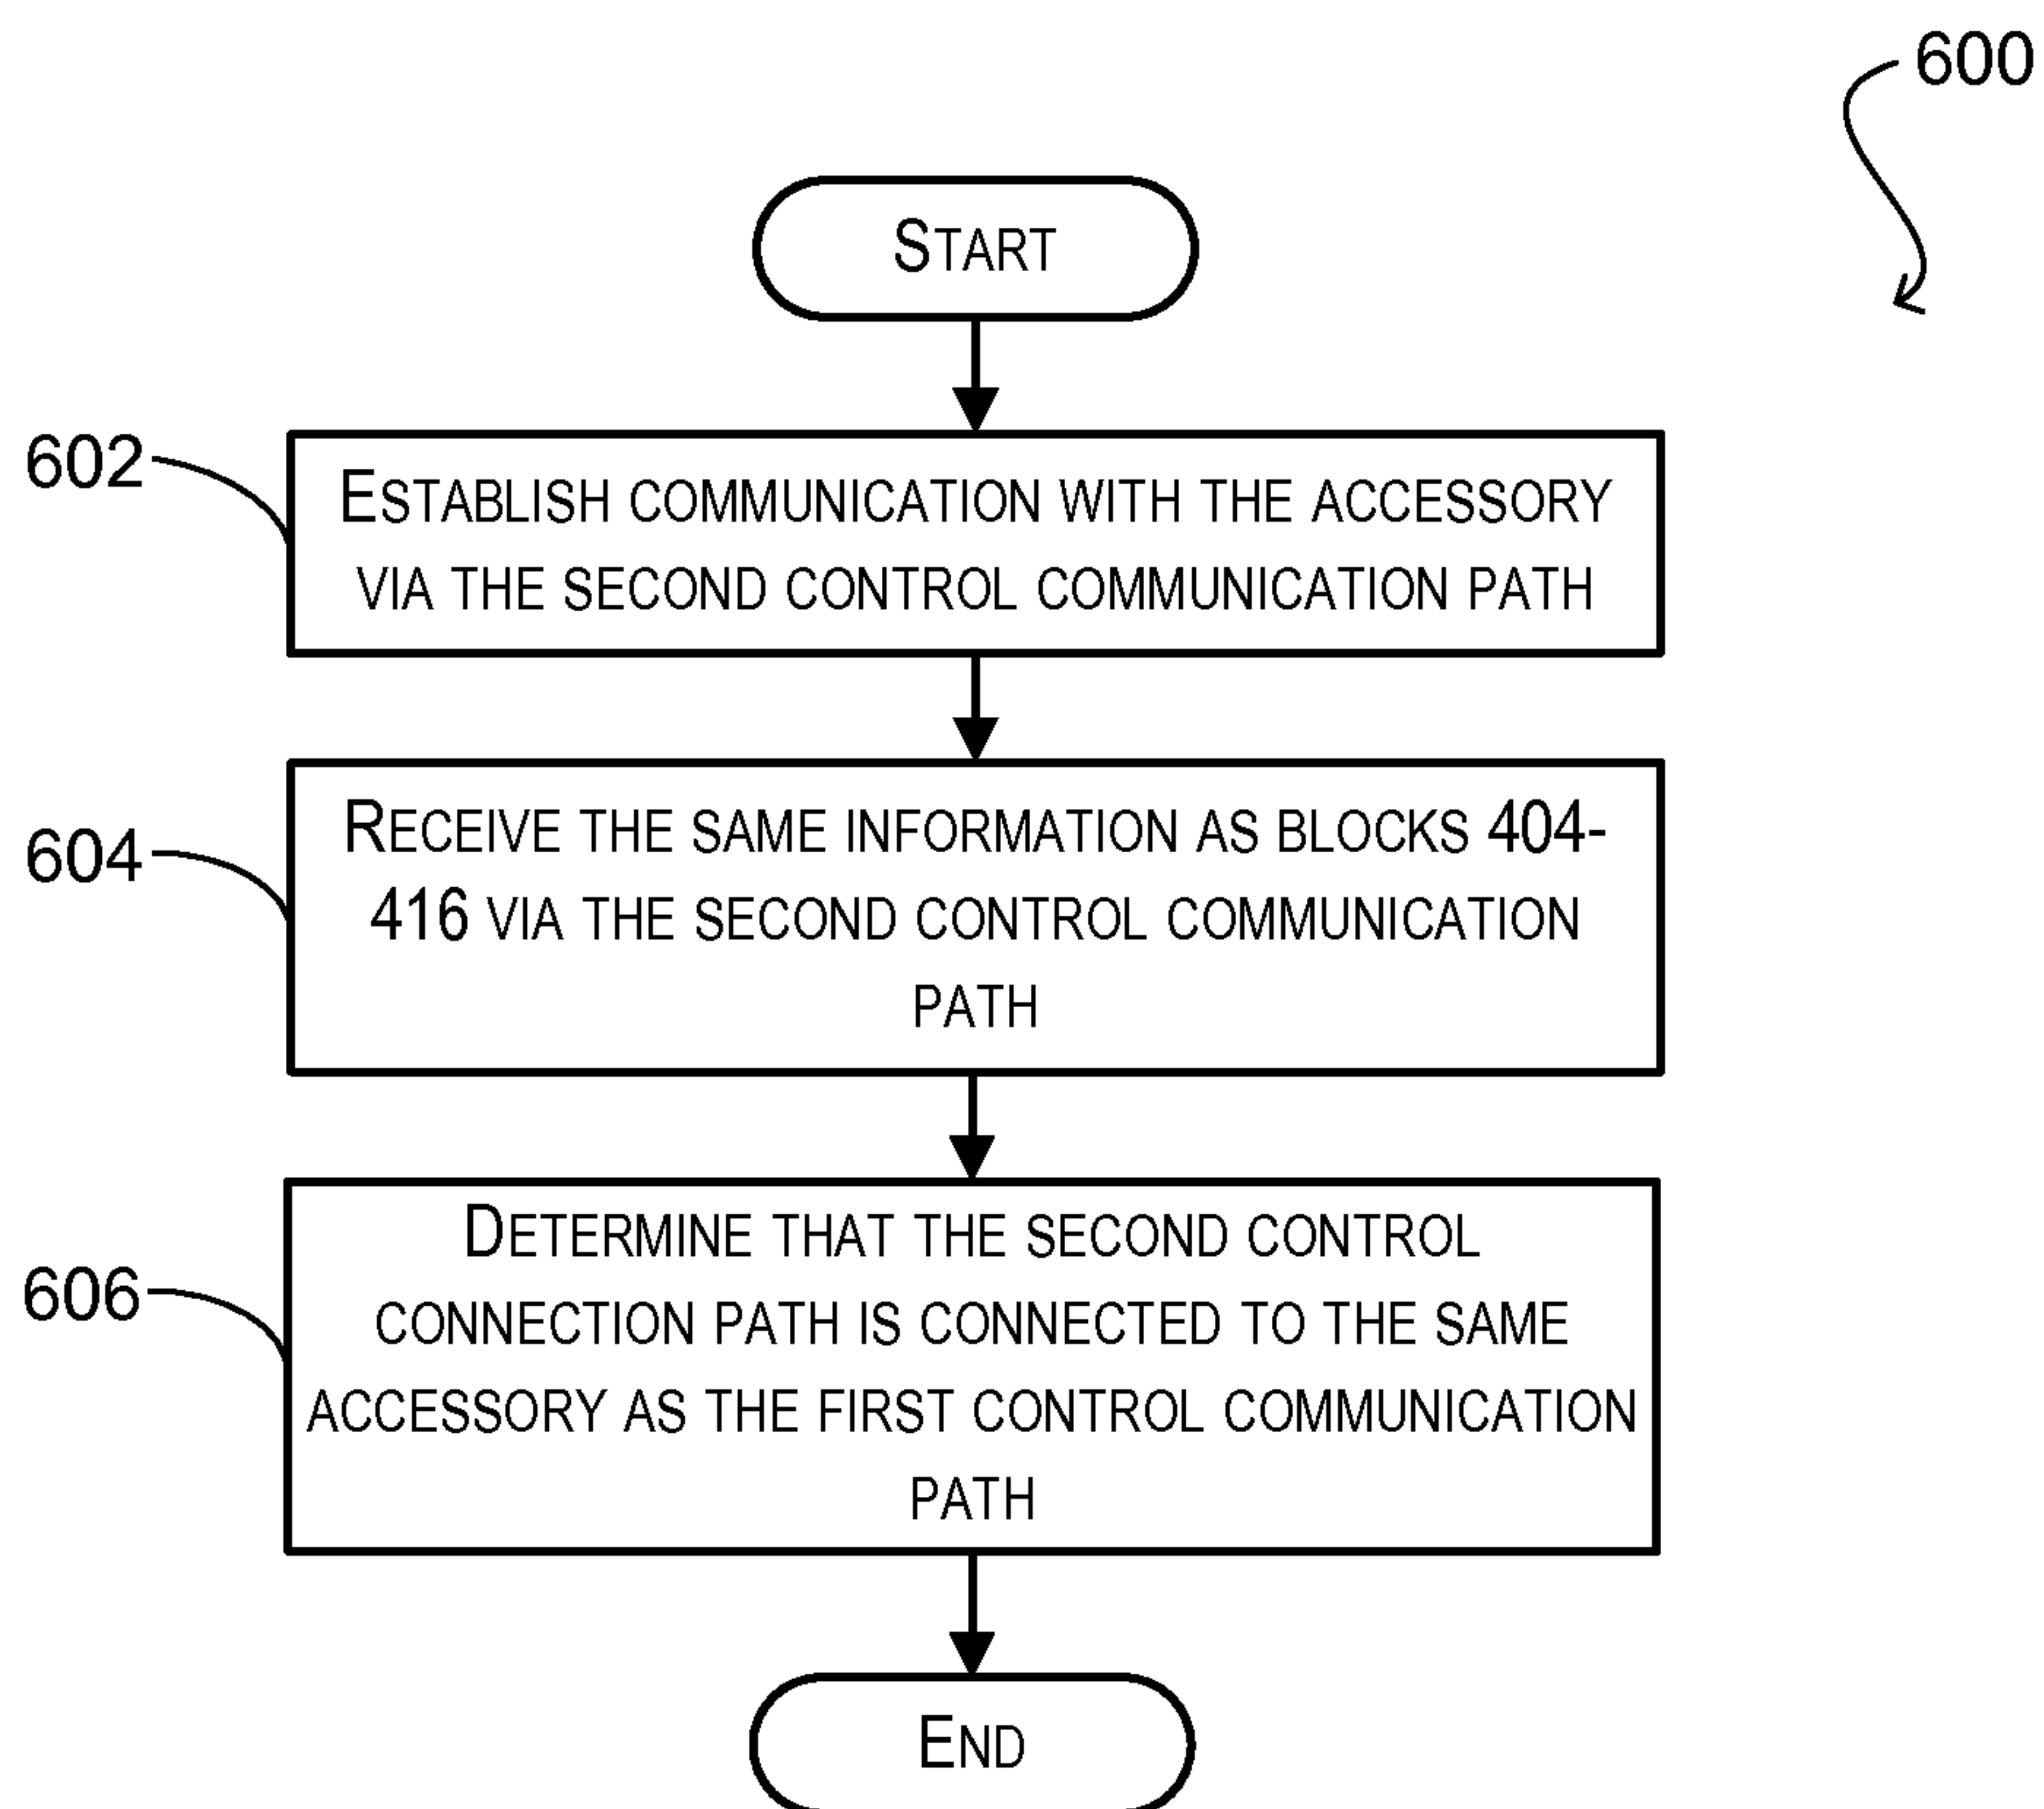 600
START
602
ESTABLISH COMMUNICATION WITH THE ACCESSORY
VIA THE SECOND CONTROL COMMUNICATION PATH
604
RECEIVE THE SAME INFORMATION AS BLOCKS 404-
416 VIA THE SECOND CONTROL COMMUNICATION
PATH
606
DETERMINE THAT THE SECOND CONTROL
CONNECTION PATH IS CONNECTED TO THE SAME
ACCESSORY AS THE FIRST CONTROL COMMUNICATION
PATH
END